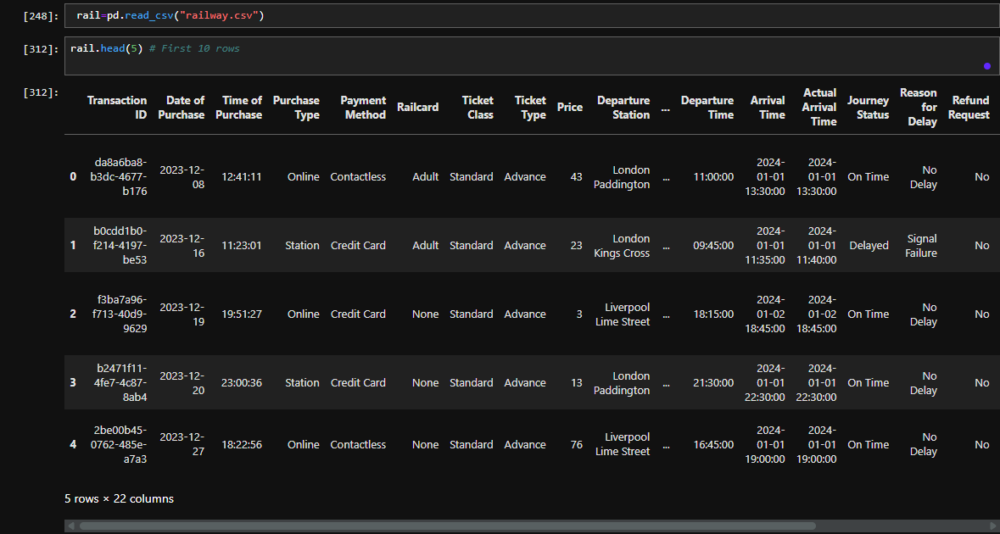 [248]: rail=pd.read_csv("railway.csv")
[312]: rail.head(5) # First 10 rows
[312]:
Transaction ID Date of Purchase Time of Purchase Purchase Type Payment Method Railcard Ticket Class Ticket Type Price Departure Station ... Departure Time Arrival Time Actual Arrival Time Journey Status Reason for Delay Refund Request
0 da8a6ba8-b3dc-4677-b176 2023-12-08 12:41:11 Online Contactless Adult Standard Advance 43 London Paddington ... 11:00:00 2024-01-01 13:30:00 2024-01-01 13:30:00 On Time No Delay No
1 b0cdd1b0-f214-4197-be53 2023-12-16 11:23:01 Station Credit Card Adult Standard Advance 23 London Kings Cross ... 09:45:00 2024-01-01 11:35:00 2024-01-01 11:40:00 Delayed Signal Failure No
2 f3ba7a96-f713-40d9-9629 2023-12-19 19:51:27 Online Credit Card None Standard Advance 3 Liverpool Lime Street ... 18:15:00 2024-01-02 18:45:00 2024-01-02 18:45:00 On Time No Delay No
3 b2471f11-4fe7-4c87-8ab4 2023-12-20 23:00:36 Station Credit Card None Standard Advance 13 London Paddington ... 21:30:00 2024-01-01 22:30:00 2024-01-01 22:30:00 On Time No Delay No
4 2be00b45-0762-485e-a7a3 2023-12-27 18:22:56 Online Contactless None Standard Advance 76 Liverpool Lime Street ... 16:45:00 2024-01-01 19:00:00 2024-01-01 19:00:00 On Time No Delay No
5 rows × 22 columns